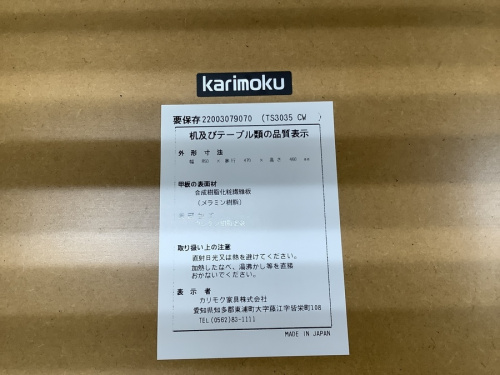 karimoku
要保存 22003079070 (TS3035 CW )
机及びテーブル類の品質表示
外形寸法
甲板の表面材
合成樹脂化粧繊維板
(メラミン樹脂)
取り扱い上の注意
直射日光又は熱を避けてください。
加熱したなべ、湯沸かし等を直接
おかないでください。
表示者
カリモク家具株式会社
愛知県知多郡東浦町大字藤江字皆栄町108
TEL(0562)83-1111
MADE IN JAPAN